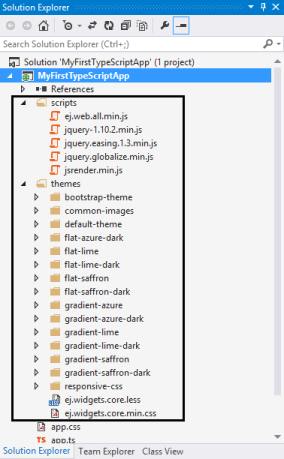 Solution Explorer
Search Solution Explorer (Ctrl+;)
Solution 'MyFirstTypeScriptApp' (1 project)
MyFirstTypeScriptApp
References
scripts
ej.web.all.min.js
jquery-1.10.2.min.js
jquery.easing.1.3.min.js
jquery.globalize.min.js
jsrender.min.js
themes
bootstrap-theme
common-images
default-theme
flat-azure-dark
flat-lime
flat-lime-dark
flat-saffron
flat-saffron-dark
gradient-azure
gradient-azure-dark
gradient-lime
gradient-lime-dark
gradient-saffron
gradient-saffron-dark
responsive-css
ej.widgets.core.less
ej.widgets.core.min.css
app.css
TS app.ts
Solution Explorer Team Explorer Class View